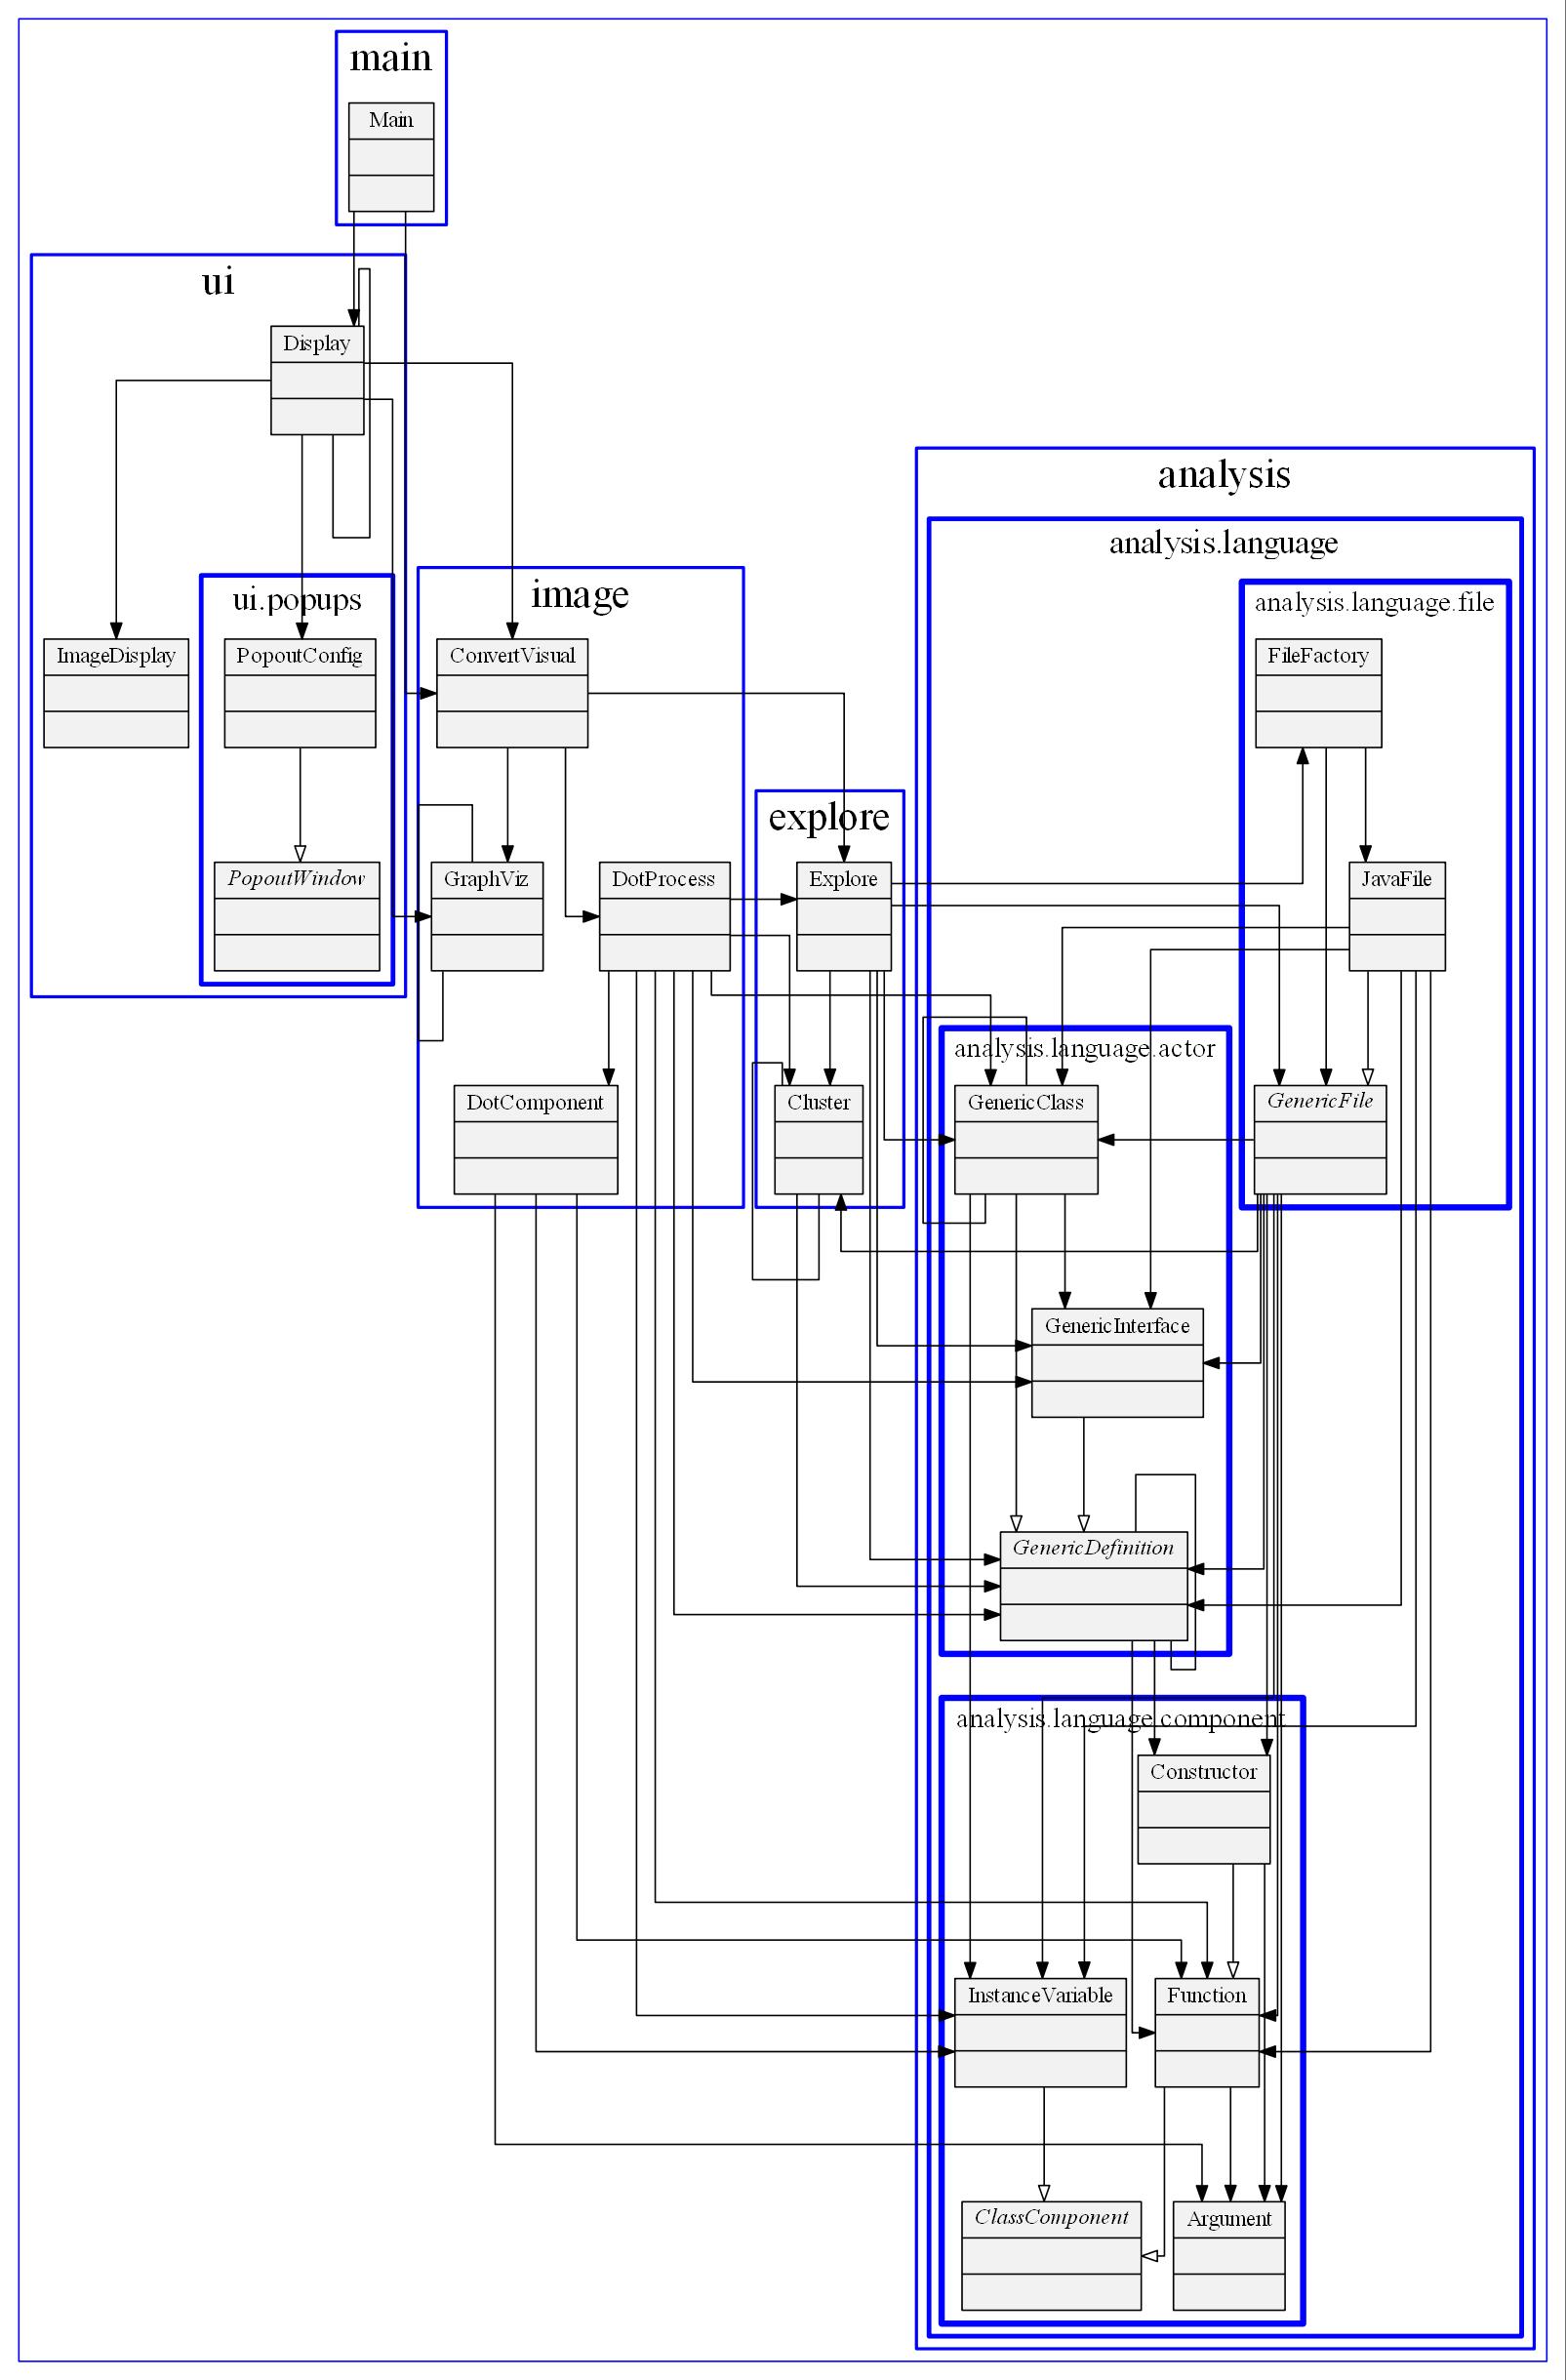 main
Main
ui
Display
analysis
analysis.language
image
ui.popups
analysis.language.file
ImageDisplay
PopoutConfig
ConvertVisual
FileFactory
explore
PopoutWindow
GraphViz
DotProcess
Explore
JavaFile
analysis.language.actor
DotComponent
Cluster
GenericClass
GenericFile
GenericInterface
GenericDefinition
analysis.language.component
Constructor
InstanceVariable
Function
ClassComponent
Argument